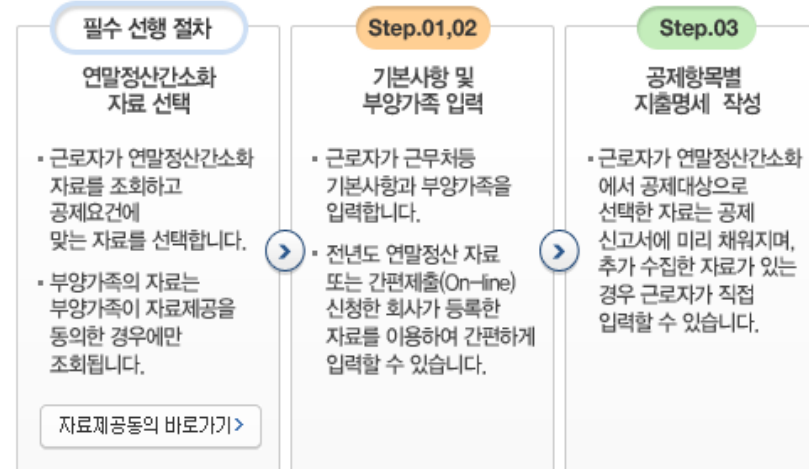 필수 선행 절차
연말정산간소화
자료 선택
▪ 근로자가 연말정산간소화
자료를 조회하고
공제요건에
맞는 자료를 선택합니다.
▪ 부양가족의 자료는
부양가족이 자료제공을
동의한 경우에만
조회됩니다.
자료제공동의 바로가기>
Step.01,02
기본사항 및
부양가족 입력
▪ 근로자가 근무처등
기본사항과 부양가족을
입력합니다.
▪ 전년도 연말정산 자료
또는 간편제출(On-line)
신청한 회사가 등록한
자료를 이용하여 간편하게
입력할 수 있습니다.
Step.03
공제항목별
지출명세 작성
▪ 근로자가 연말정산간소화
에서 공제대상으로
선택한 자료는 공제
신고서에 미리 채워지며,
추가 수집한 자료가 있는
경우 근로자가 직접
입력할 수 있습니다.